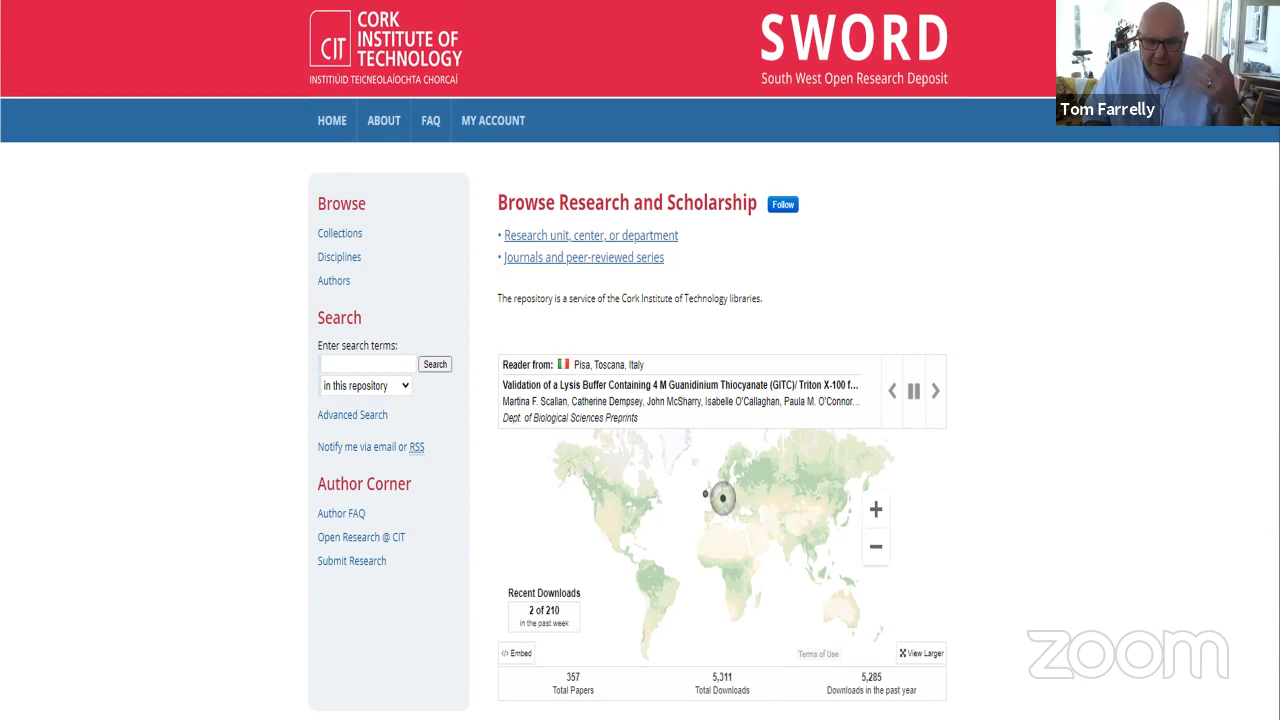 CIT
CORK
INSTITUTE OF
TECHNOLOGY
INSTITIÚID TEICNEOLAÍOCHTA CHORCAÍ
SWORD
South West Open Research Deposit
Tom Farrelly
HOME ABOUT FAQ MY ACCOUNT
Browse
Collections
Disciplines
Authors
Search
Enter search terms:
Search
in this repository
Advanced Search
Notify me via email or RSS
Author Corner
Author FAQ
Open Research @ CIT
Submit Research
Browse Research and Scholarship Follow
• Research unit, center, or department
• Journals and peer-reviewed series
The repository is a service of the Cork Institute of Technology libraries.
Reader from: Pisa, Toscana, Italy
Validation of a Lysis Buffer Containing 4 M Guanidinium Thiocyanate (GITC)/ Triton X-100 f...
Martina F. Scallan, Catherine Dempsey, John McSharry, Isabelle O'Callaghan, Paula M. O'Connor...
Dept. of Biological Sciences Preprints
+
−
Recent Downloads
2 of 210
in the past week
</> Embed
Terms of Use
View Larger
357
Total Papers
5,311
Total Downloads
5,285
Downloads in the past year
zoom